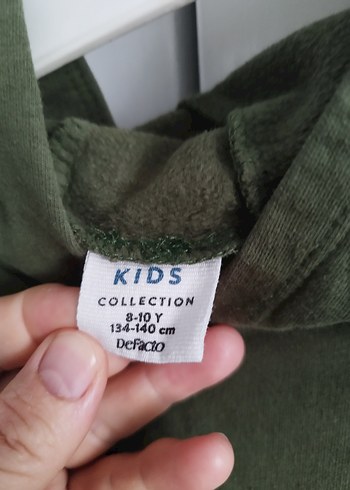 KIDS
COLLECTION
8-10 Y
134-140 cm
DeFacto